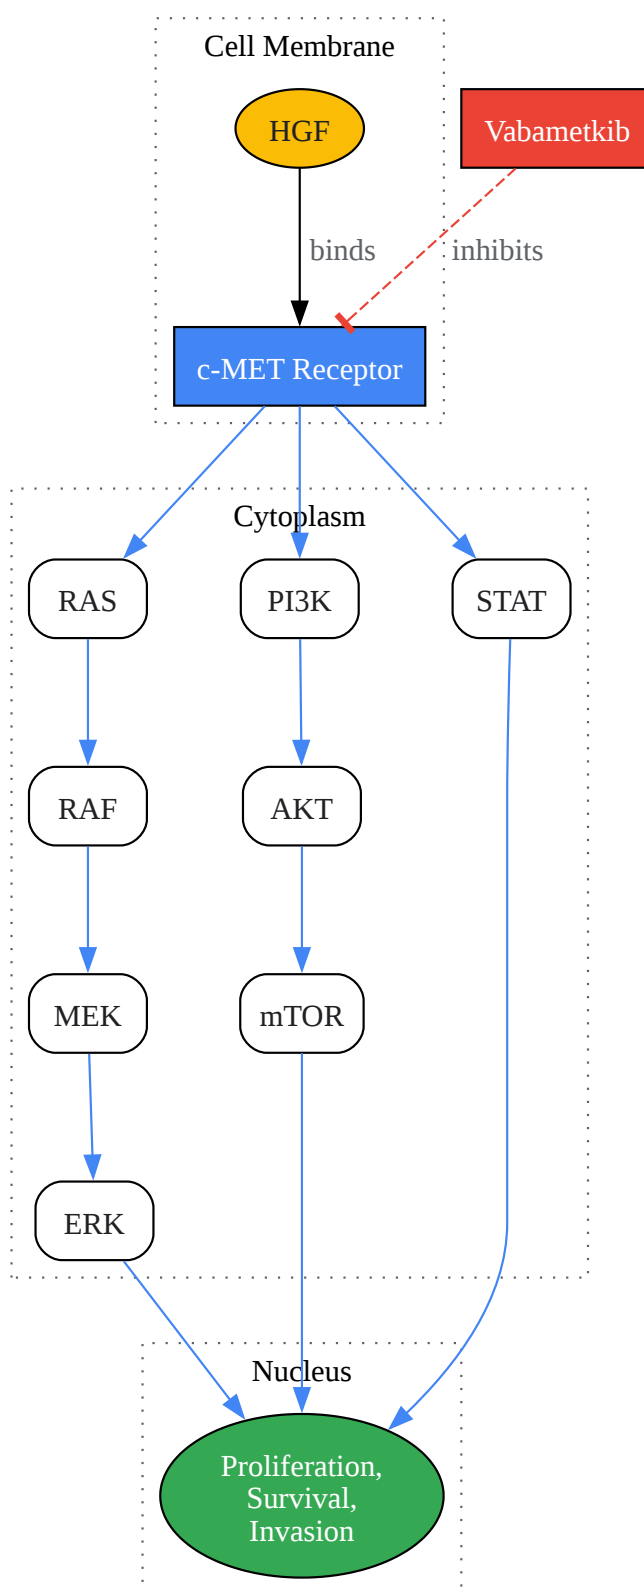 Cell Membrane
HGF
Vabametkib
binds
inhibits
c-MET Receptor
Cytoplasm
RAS
PI3K
STAT
RAF
AKT
MEK
mTOR
ERK
Nucleus
Proliferation,
Survival,
Invasion